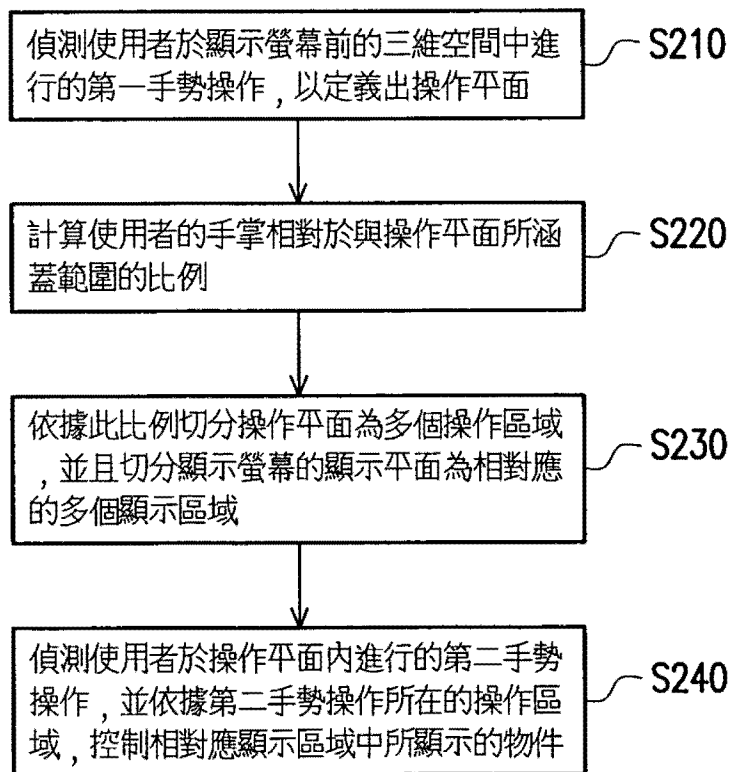 偵測使用者於顯示螢幕前的三維空間中進
行的第一手勢操作，以定義出操作平面
S210
計算使用者的手掌相對於與操作平面所涵
蓋範圍的比例
S220
依據此比例切分操作平面為多個操作區域
，並且切分顯示螢幕的顯示平面為相對應
的多個顯示區域
S230
偵測使用者於操作平面內進行的第二手勢
操作，並依據第二手勢操作所在的操作區
域，控制相對應顯示區域中所顯示的物件
S240